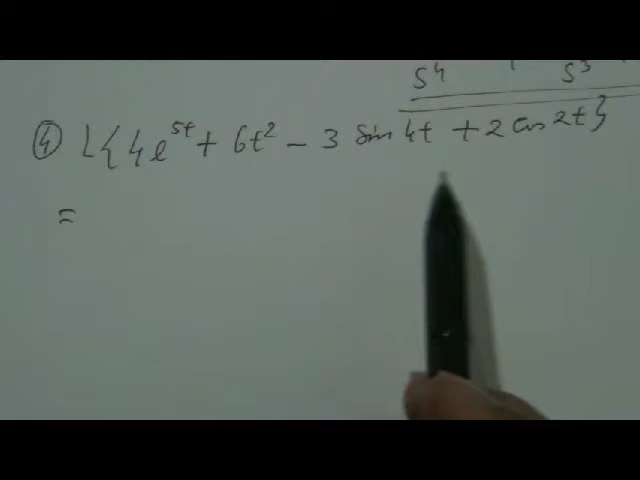 s⁴ s³
④ L{4e^{5t} + 6t² - 3 sin 4t + 2 cos 2t}
=